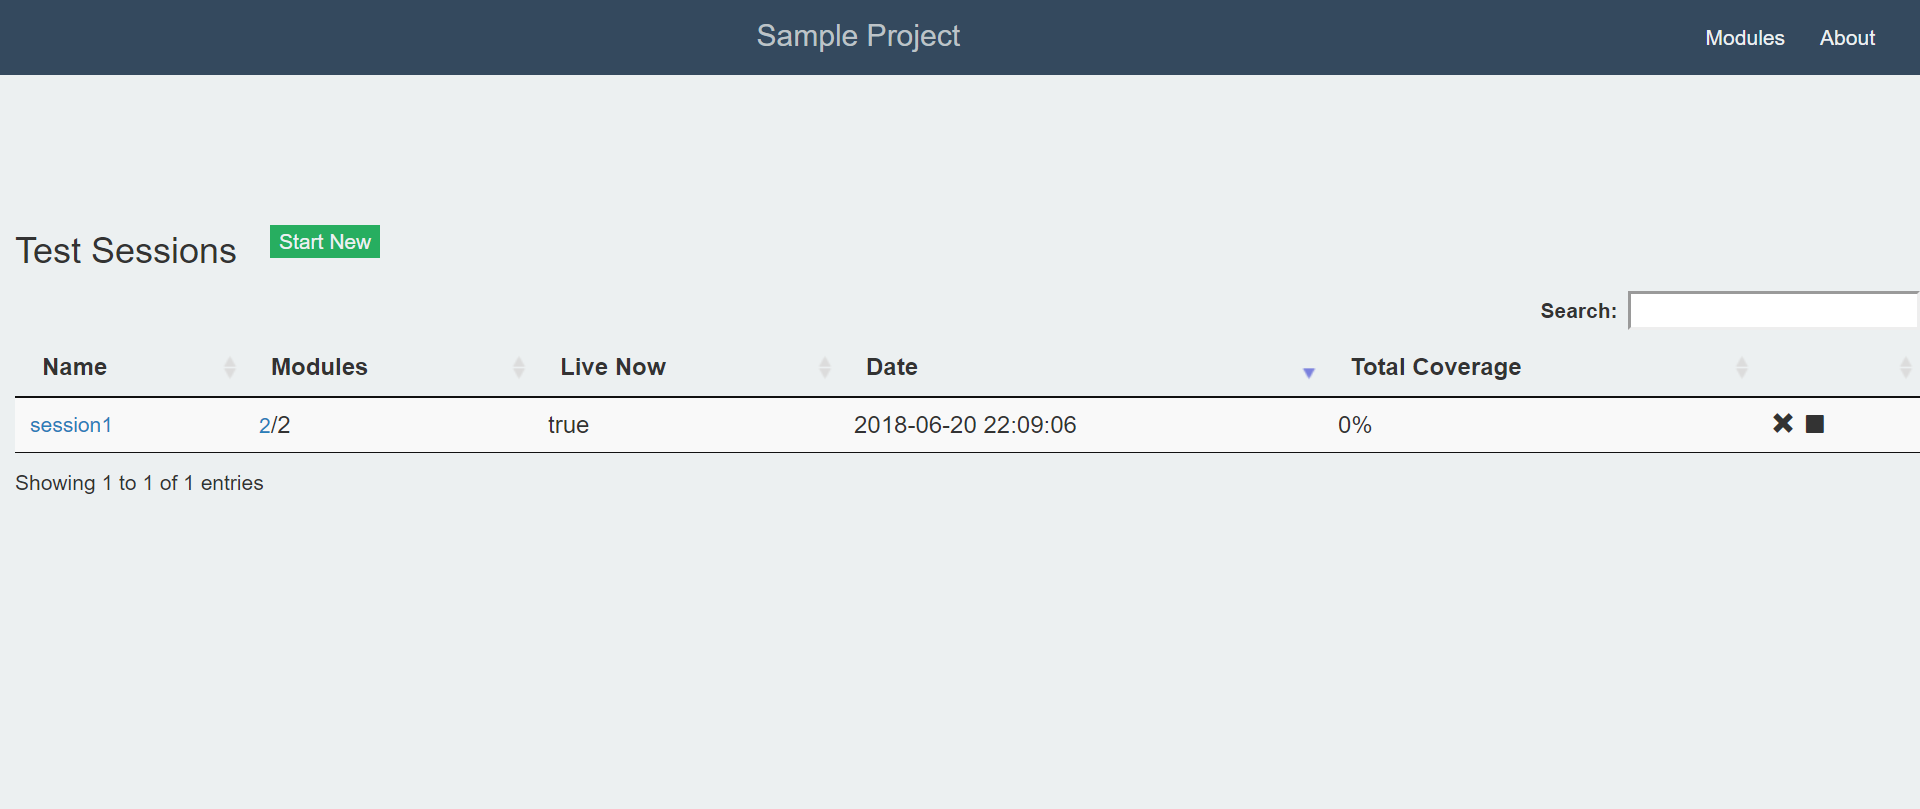 Sample Project
Modules About
Test Sessions Start New
Search:
Name Modules Live Now Date Total Coverage
session1 2/2 true 2018-06-20 22:09:06 0%
Showing 1 to 1 of 1 entries